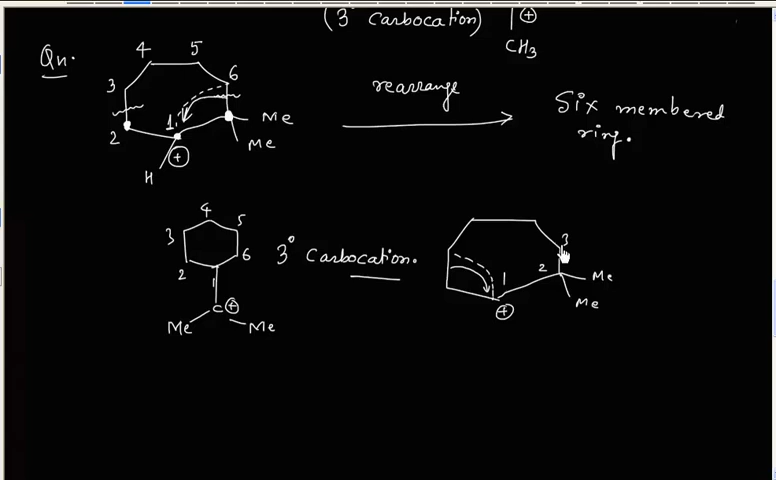 (3° carbocation) ⊕
CH3
Qn.
4 5
3 6
rearrange
Six membered
ring.
1 Me
2 Me
⊕
H
4
3 5
2 6
1
3° Carbocation.
C⊕
Me Me
3
1 2
Me
Me
⊕